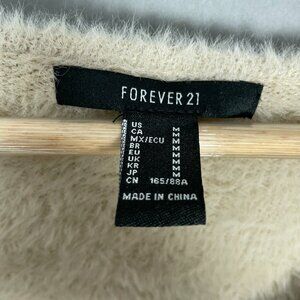 FOREVER 21
US M
CA M
MX/ECU M
BR M
EU M
UK M
KR M
JP M
CN 165/88A
MADE IN CHINA